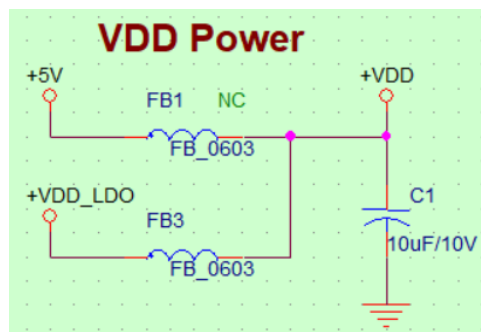 VDD Power
+5V
+VDD
FB1 NC
FB_0603
+VDD_LDO
C1
FB3
10uF/10V
FB_0603